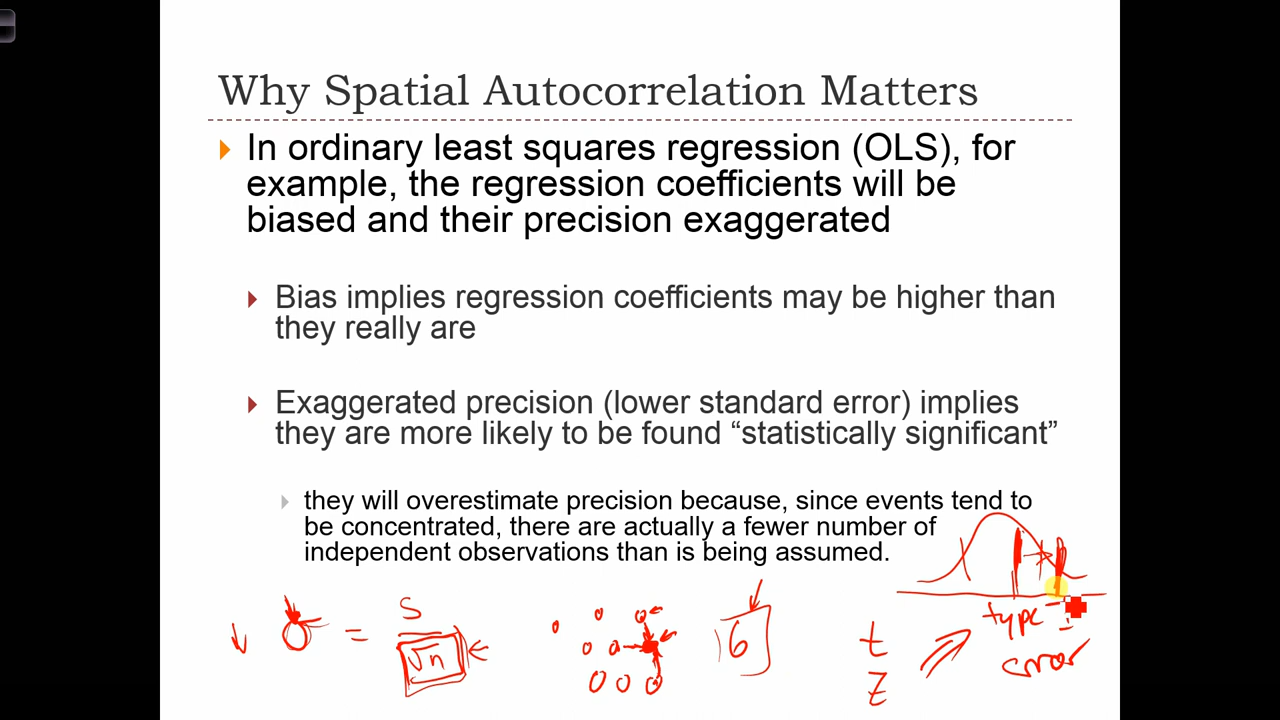 Why Spatial Autocorrelation Matters
In ordinary least squares regression (OLS), for
example, the regression coefficients will be
biased and their precision exaggerated
Bias implies regression coefficients may be higher than
they really are
Exaggerated precision (lower standard error) implies
they are more likely to be found “statistically significant”
they will overestimate precision because, since events tend to
be concentrated, there are actually a fewer number of
independent observations than is being assumed.
= S
√n
6
t
z
type
error